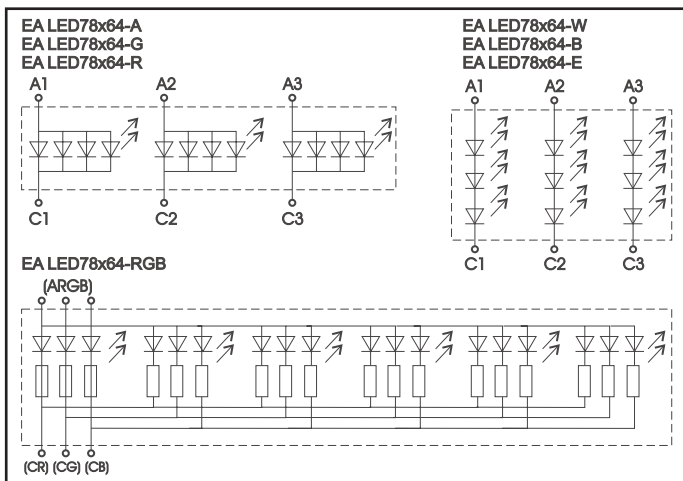 EA LED78x64-A
EA LED78x64-G
EA LED78x64-R
A1 A2 A3
C1 C2 C3
EA LED78x64-W
EA LED78x64-B
EA LED78x64-E
A1 A2 A3
C1 C2 C3
EA LED78x64-RGB
(ARGB)
(CR) (CG) (CB)